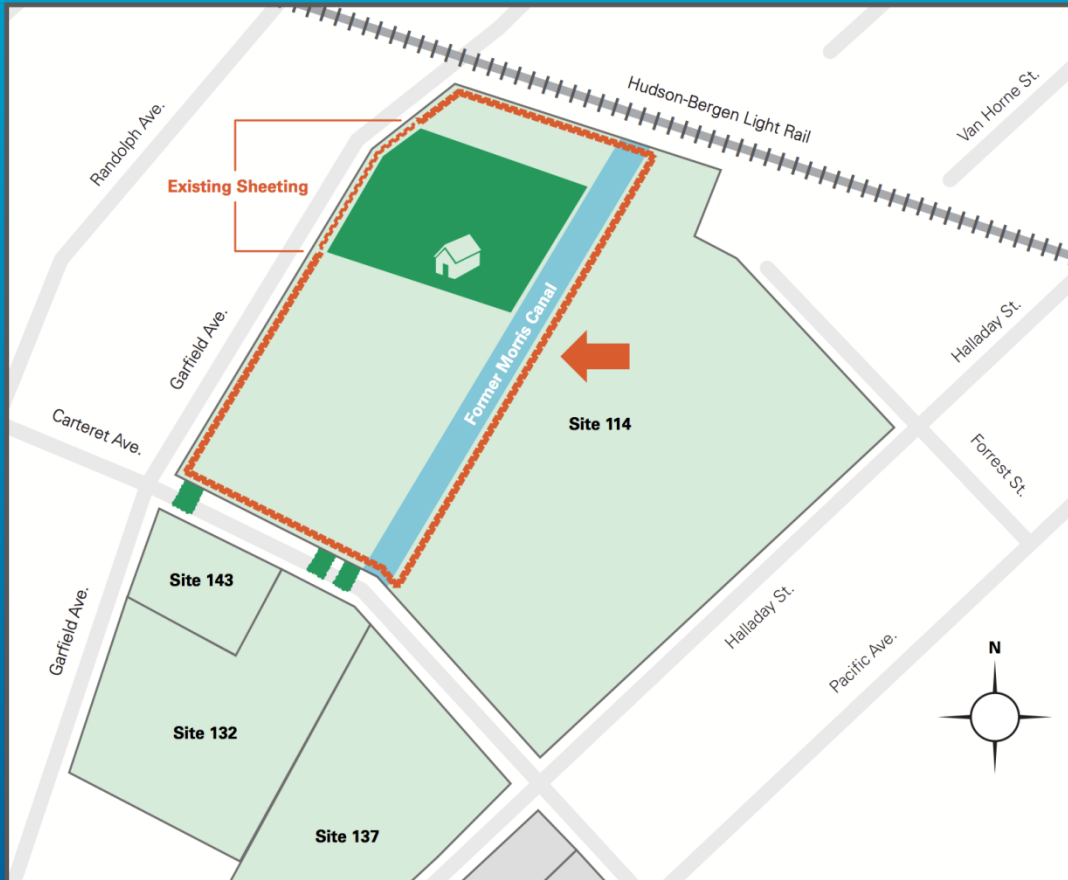 Hudson-Bergen Light Rail
Van Horne St.
Randolph Ave.
Existing Sheeting
Garfield Ave.
Former Morris Canal
Halladay St.
Carteret Ave.
Site 114
Forrest St.
Site 143
Garfield Ave.
Halladay St.
Pacific Ave.
N
Site 132
Site 137